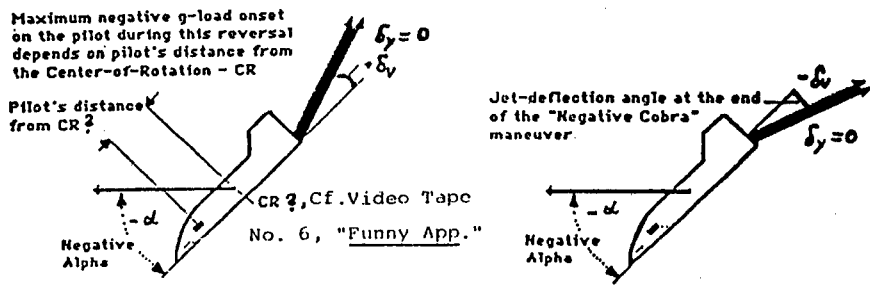 Maximum negative g-load onset
on the pilot during this reversal
depends on pilot's distance from
the Center-of-Rotation - CR
δy = 0
+δv
Pilot's distance
from CR?
CR ?, Cf. Video Tape
No. 6, "Funny App."
-α
Negative
Alpha
-δv
Jet-deflection angle at the end
of the "Negative Cobra"
maneuver
δy = 0
-α
Negative
Alpha